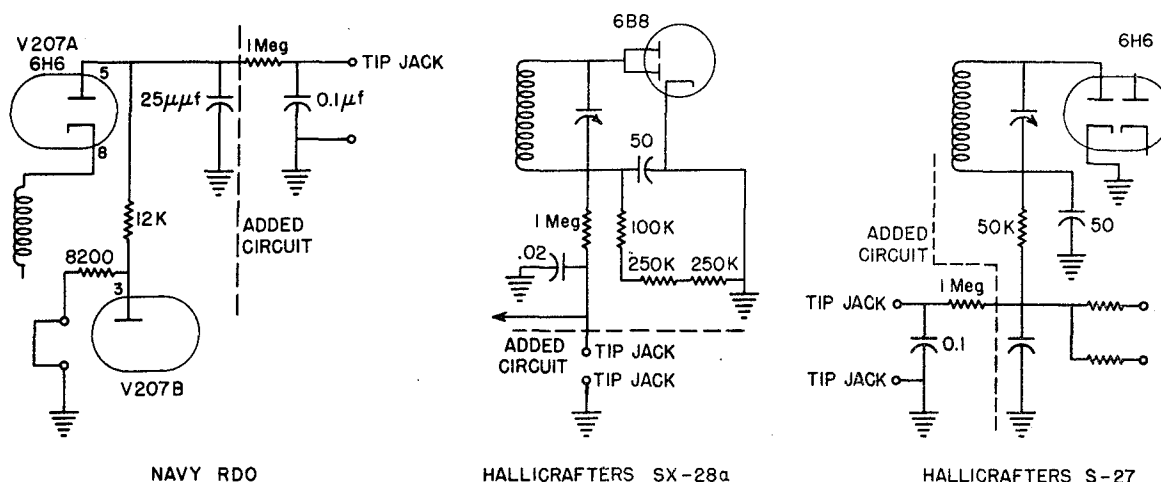 V207A
6H6
5
8
1 Meg
TIP JACK
25µµf
0.1µf
12K
ADDED
CIRCUIT
8200
3
V207B
NAVY RDO
6B8
50
1 Meg
100K
.02
250K 250K
ADDED
CIRCUIT
TIP JACK
TIP JACK
HALLICRAFTERS SX-28a
6H6
ADDED
CIRCUIT
50K
50
1 Meg
TIP JACK
0.1
TIP JACK
HALLICRAFTERS S-27